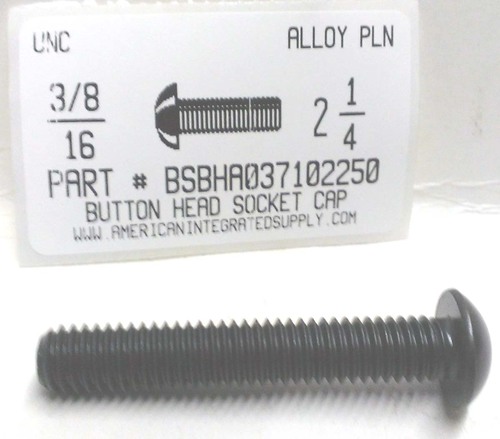 UNC ALLOY PLN
3/8
16
2 1/4
PART # BSBHA037102250
BUTTON HEAD SOCKET CAP
WWW.AMERICANINTEGRATEDSUPPLY.COM/